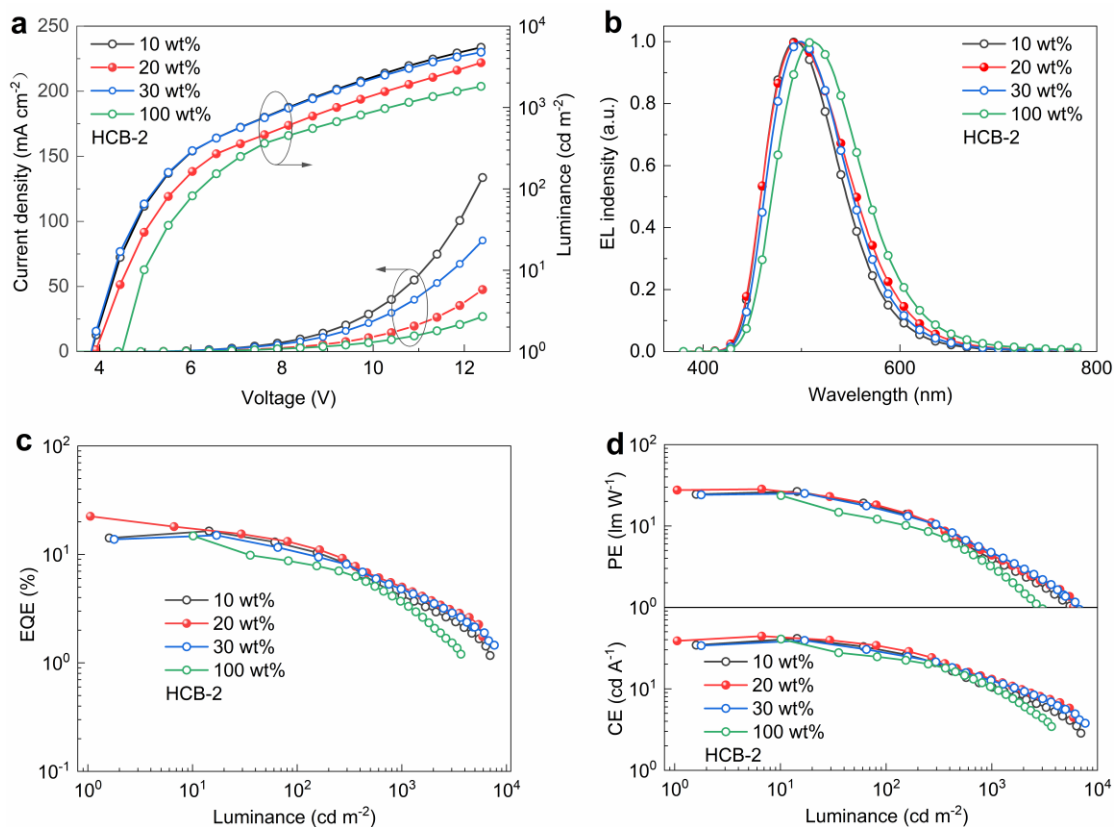 a
250
200
150
100
50
0
Current density (mA cm⁻²)
10 wt%
20 wt%
30 wt%
100 wt%
HCB-2
10⁴
10³
10²
10¹
10⁰
Luminance (cd m⁻²)
4 6 8 10 12
Voltage (V)
b
1.0
0.8
0.6
0.4
0.2
0.0
EL indensity (a.u.)
10 wt%
20 wt%
30 wt%
100 wt%
HCB-2
400 600 800
Wavelength (nm)
c
10²
10¹
10⁰
10⁻¹
EQE (%)
10 wt%
20 wt%
30 wt%
100 wt%
HCB-2
10⁰ 10¹ 10² 10³ 10⁴
Luminance (cd m⁻²)
d
10²
10¹
10⁰
PE (lm W⁻¹)
10¹
10⁰
CE (cd A⁻¹)
10 wt%
20 wt%
30 wt%
100 wt%
HCB-2
10⁰ 10¹ 10² 10³ 10⁴
Luminance (cd m⁻²)